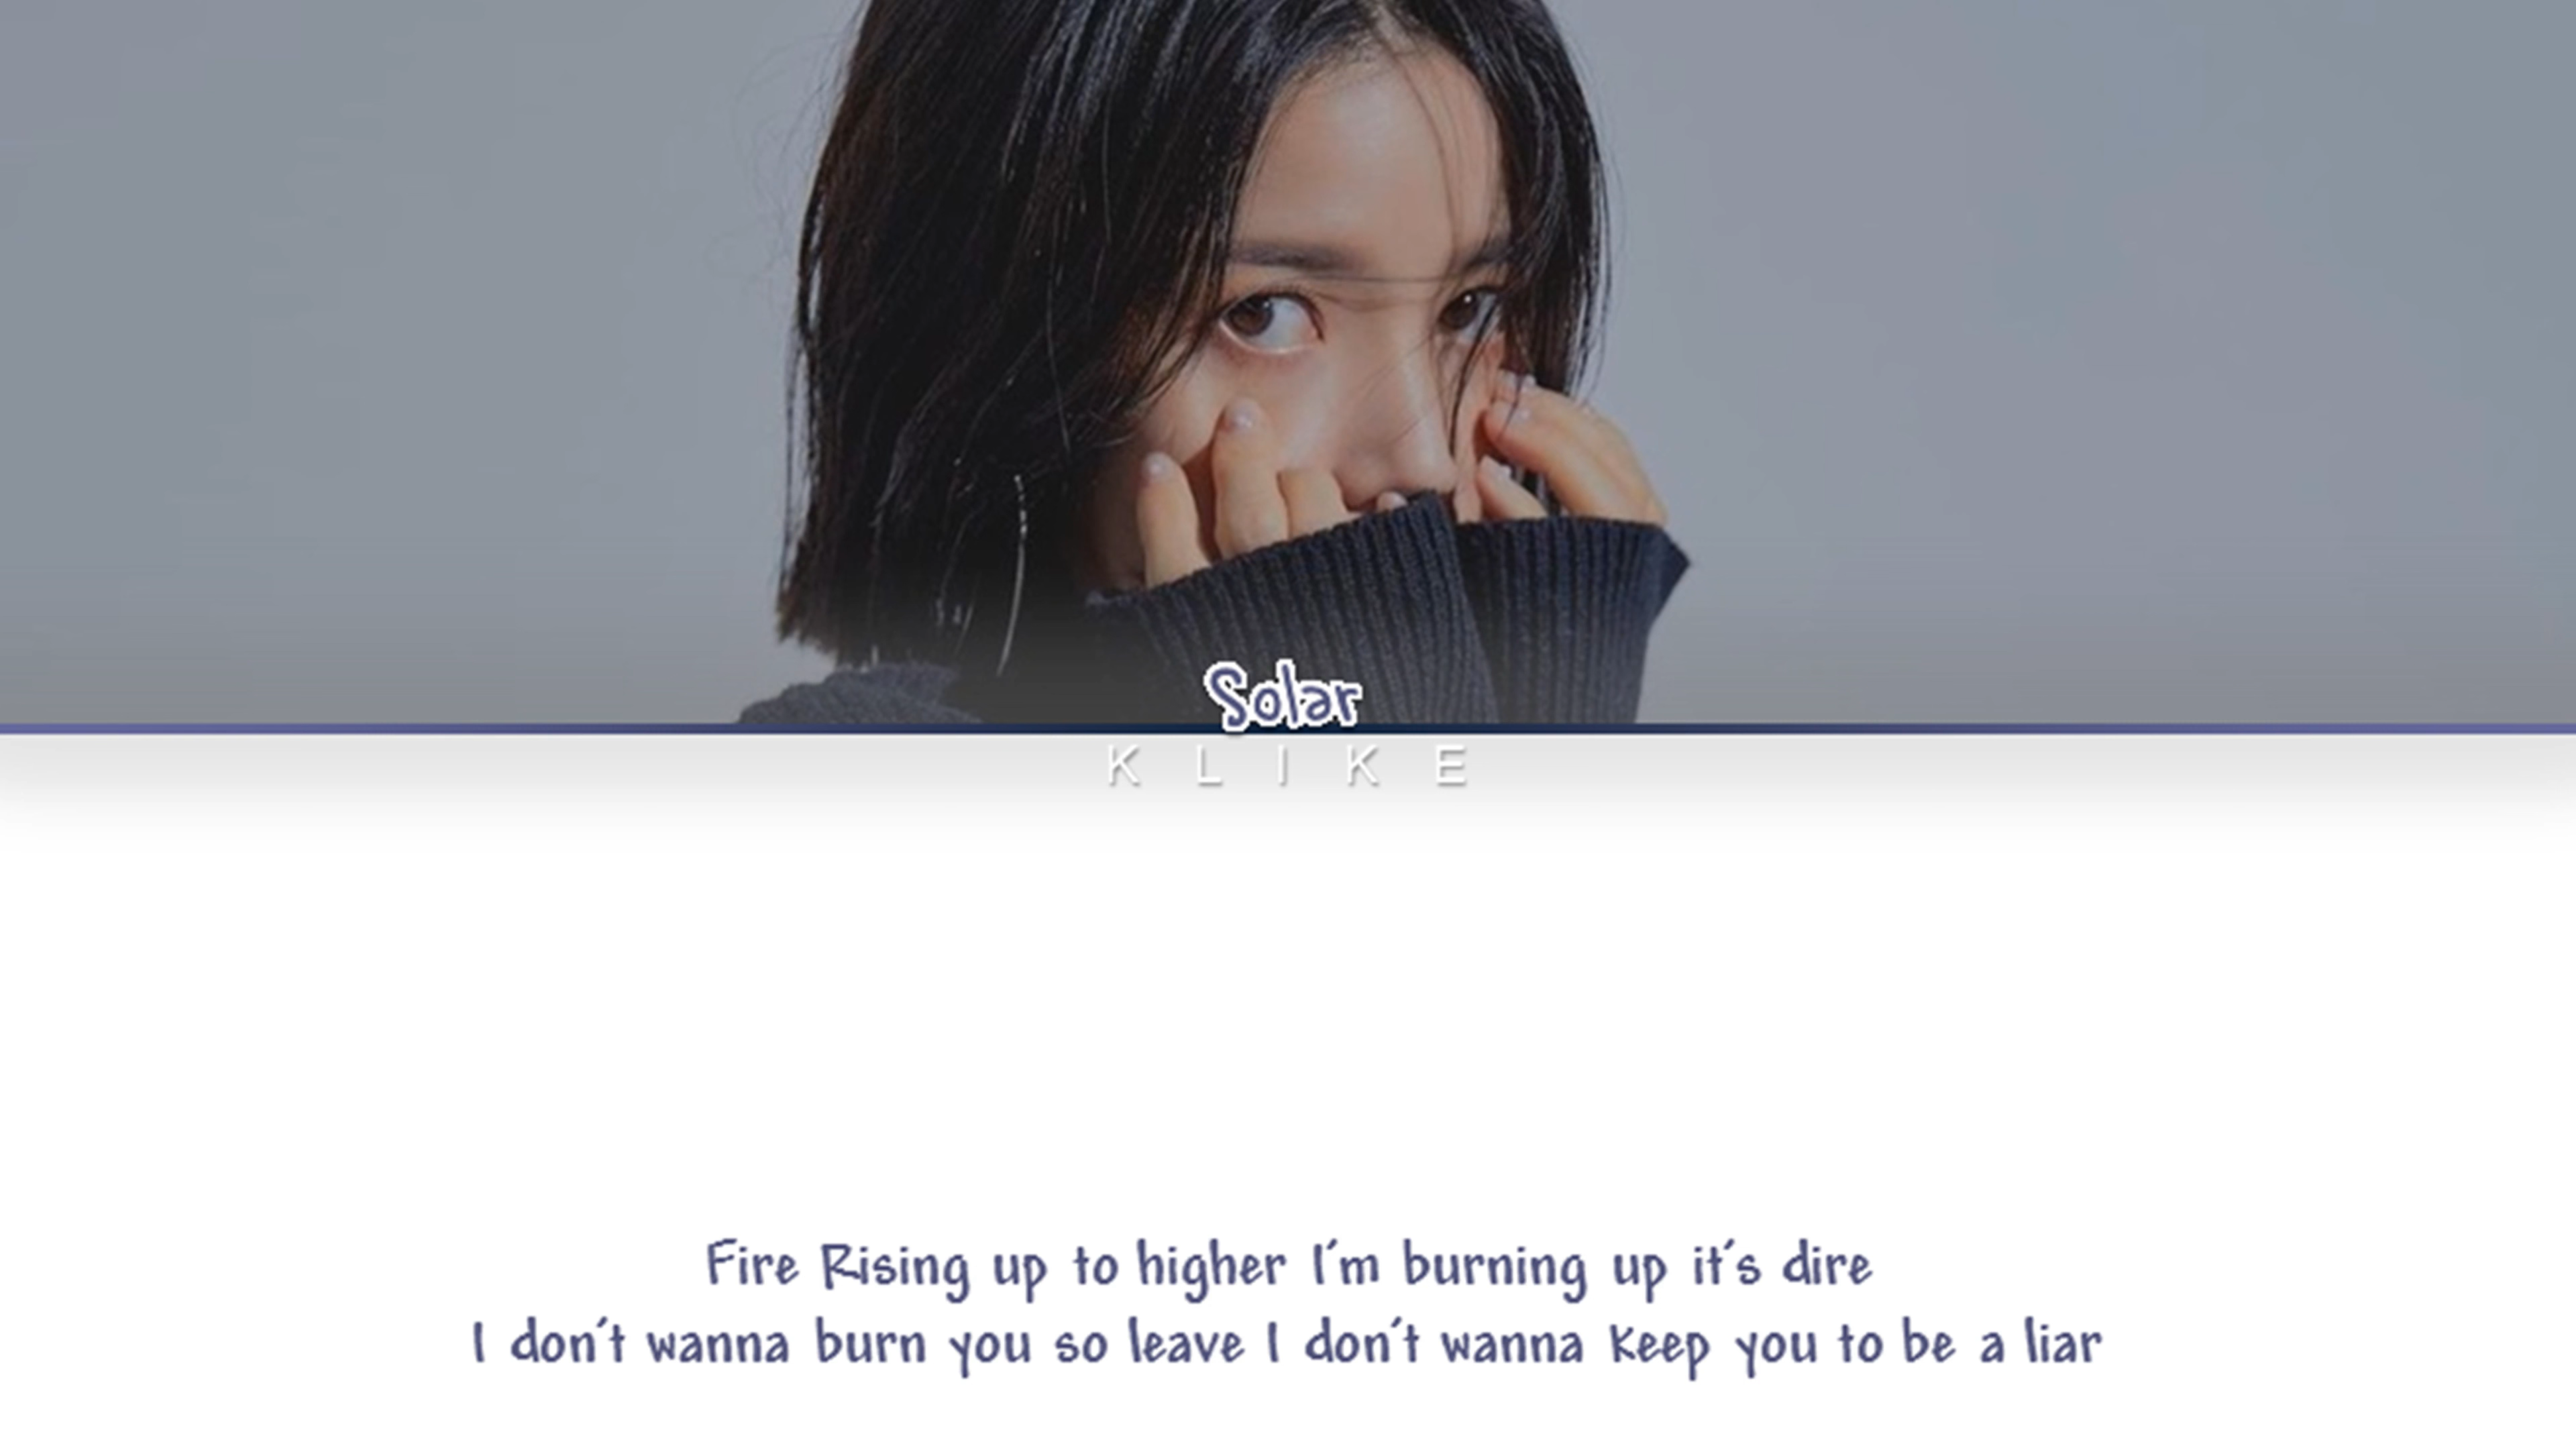 Solar
KLIKE
Fire Rising up to higher I'm burning up it's dire
I don't wanna burn you so leave I don't wanna keep you to be a liar